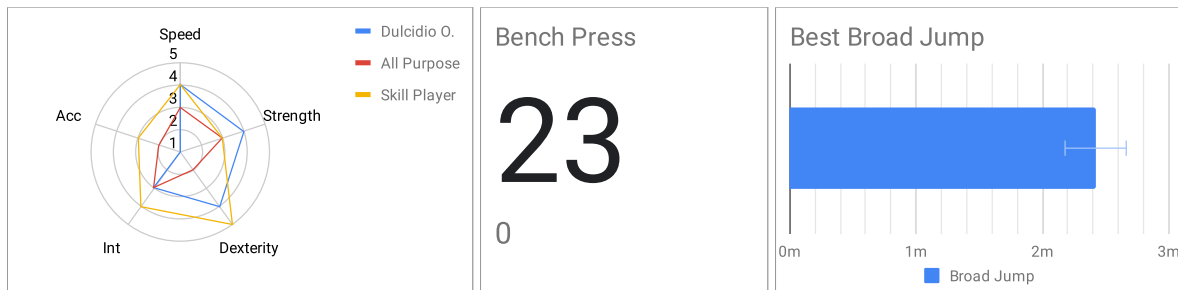 Speed
5
4
3
2
1
Acc
Strength
Int
Dexterity
Dulcidio O.
All Purpose
Skill Player
Bench Press
23
0
Best Broad Jump
0m 1m 2m 3m
Broad Jump